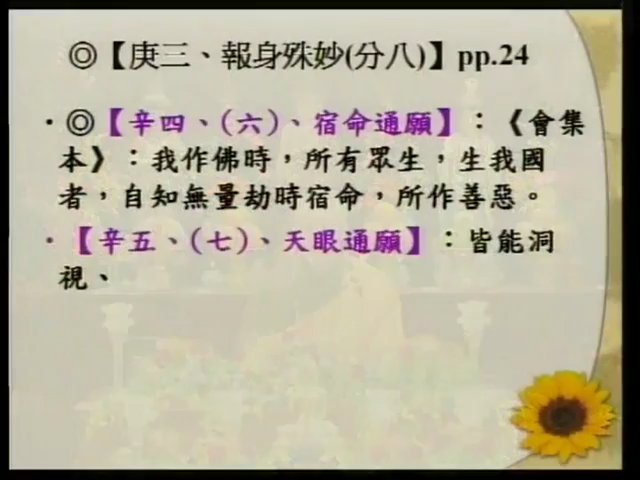 ◎【庚三、報身殊妙(分八)】pp.24
‧◎【辛四、(六)、宿命通願】：《會集
本》：我作佛時，所有眾生，生我國
者，自知無量劫時宿命，所作善惡。
‧【辛五、(七)、天眼通願】：皆能洞
視、